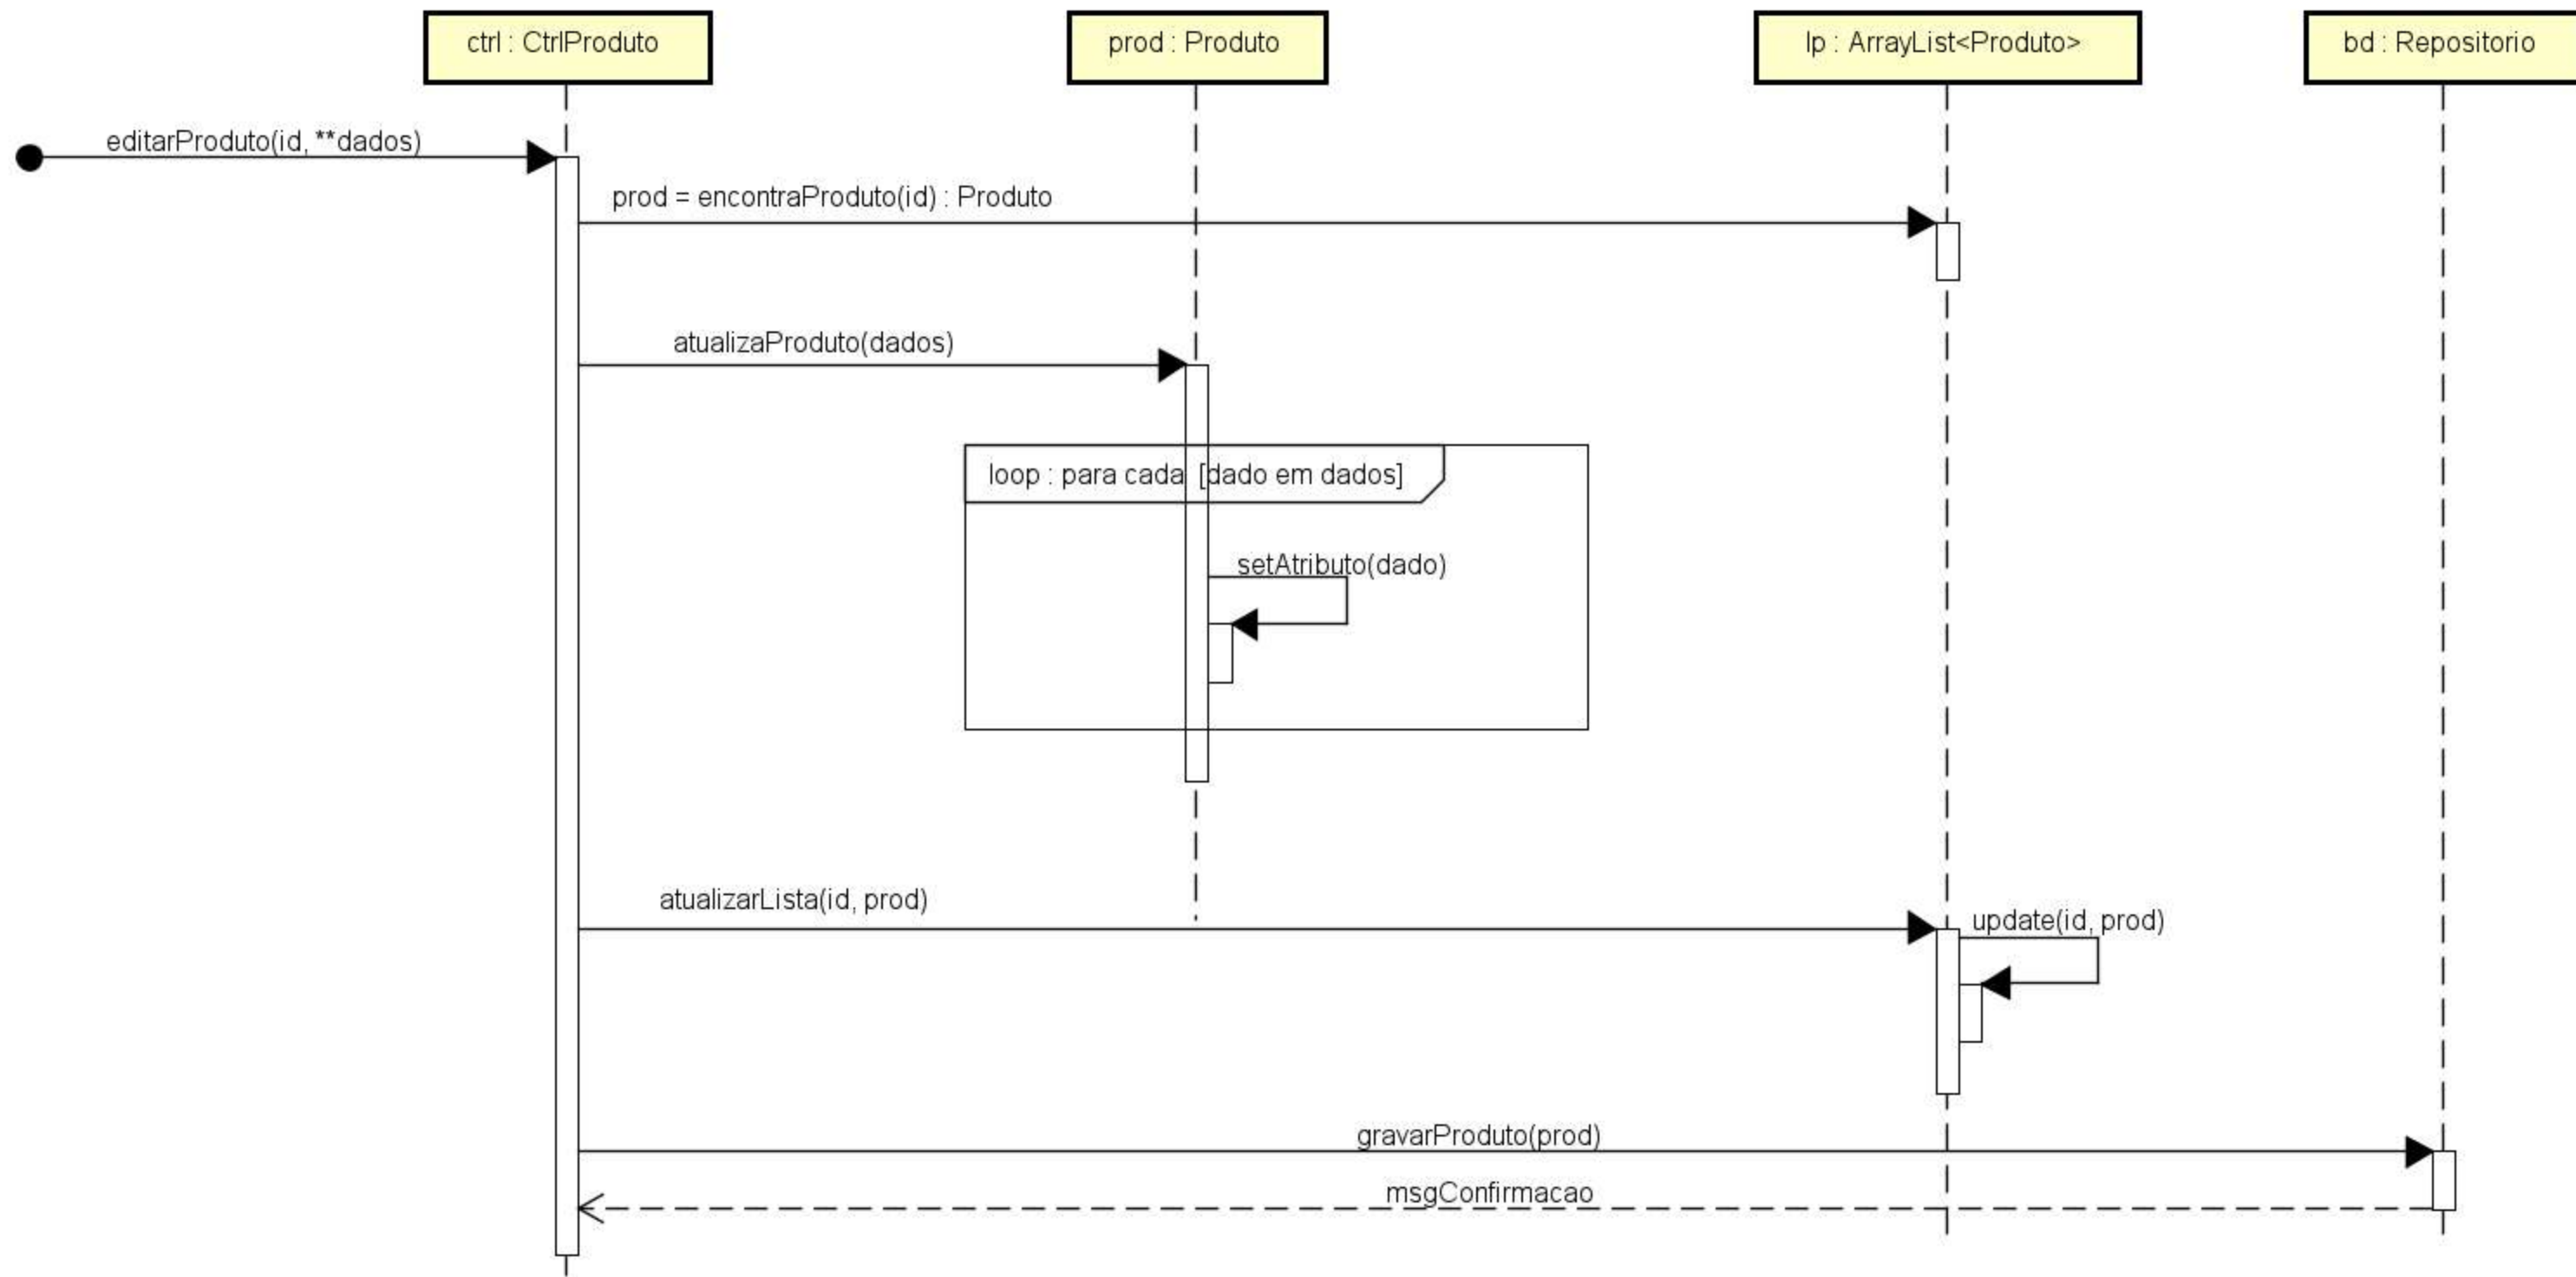 ctrl : CtrlProduto
prod : Produto
lp : ArrayList<Produto>
bd : Repositorio
editarProduto(id, **dados)
prod = encontraProduto(id) : Produto
atualizaProduto(dados)
loop : para cada [dado em dados]
setAtributo(dado)
atualizarLista(id, prod)
update(id, prod)
gravarProduto(prod)
msgConfirmacao